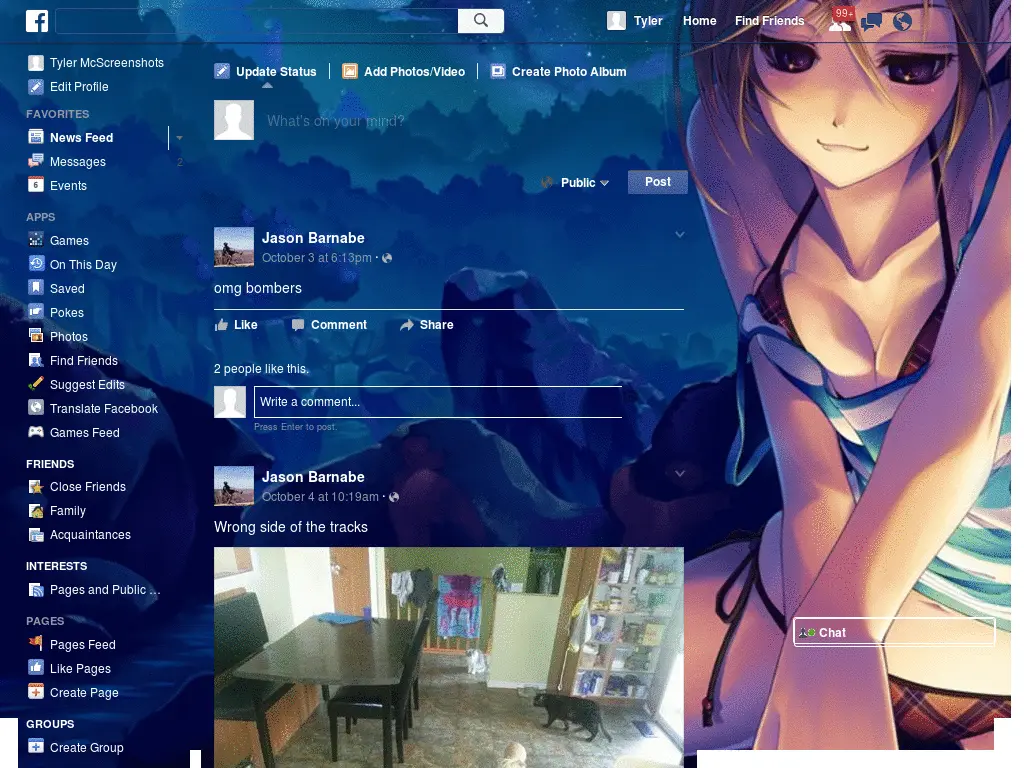 Tyler
Home
Find Friends
99+
Tyler McScreenshots
Edit Profile
FAVORITES
News Feed
Messages
2
Events
APPS
Games
On This Day
Saved
Pokes
Photos
Find Friends
Suggest Edits
Translate Facebook
Games Feed
FRIENDS
Close Friends
Family
Acquaintances
INTERESTS
Pages and Public ...
PAGES
Pages Feed
Like Pages
Create Page
GROUPS
Create Group
Update Status
Add Photos/Video
Create Photo Album
What's on your mind?
Public
Post
Jason Barnabe
October 3 at 6:13pm ·
omg bombers
Like
Comment
Share
2 people like this.
Write a comment...
Press Enter to post.
Jason Barnabe
October 4 at 10:19am ·
Wrong side of the tracks
Chat